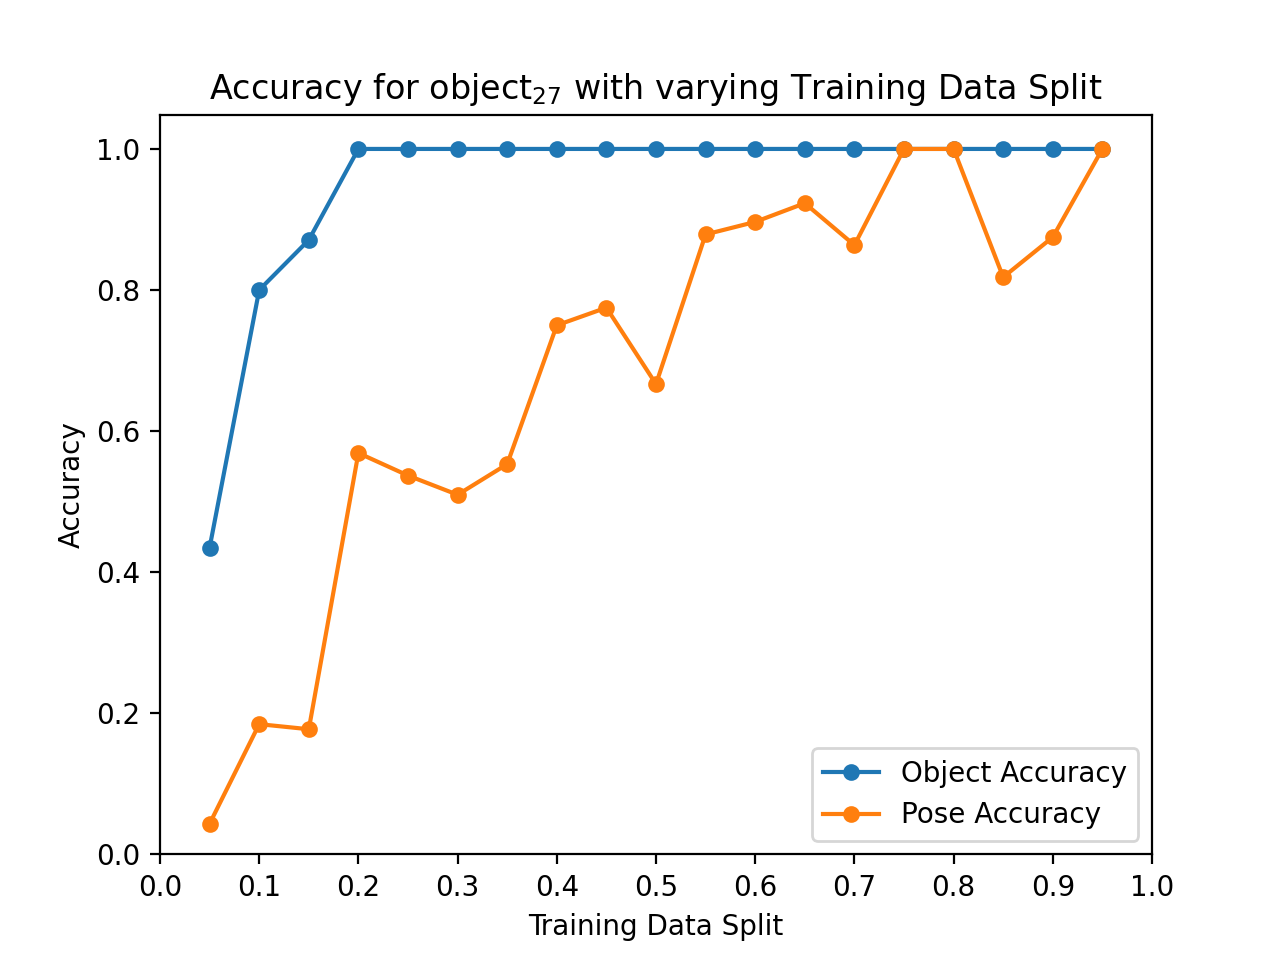 Accuracy for object₂₇ with varying Training Data Split
1.0
0.8
0.6
0.4
0.2
0.0
Accuracy
0.0 0.1 0.2 0.3 0.4 0.5 0.6 0.7 0.8 0.9 1.0
Training Data Split
Object Accuracy
Pose Accuracy